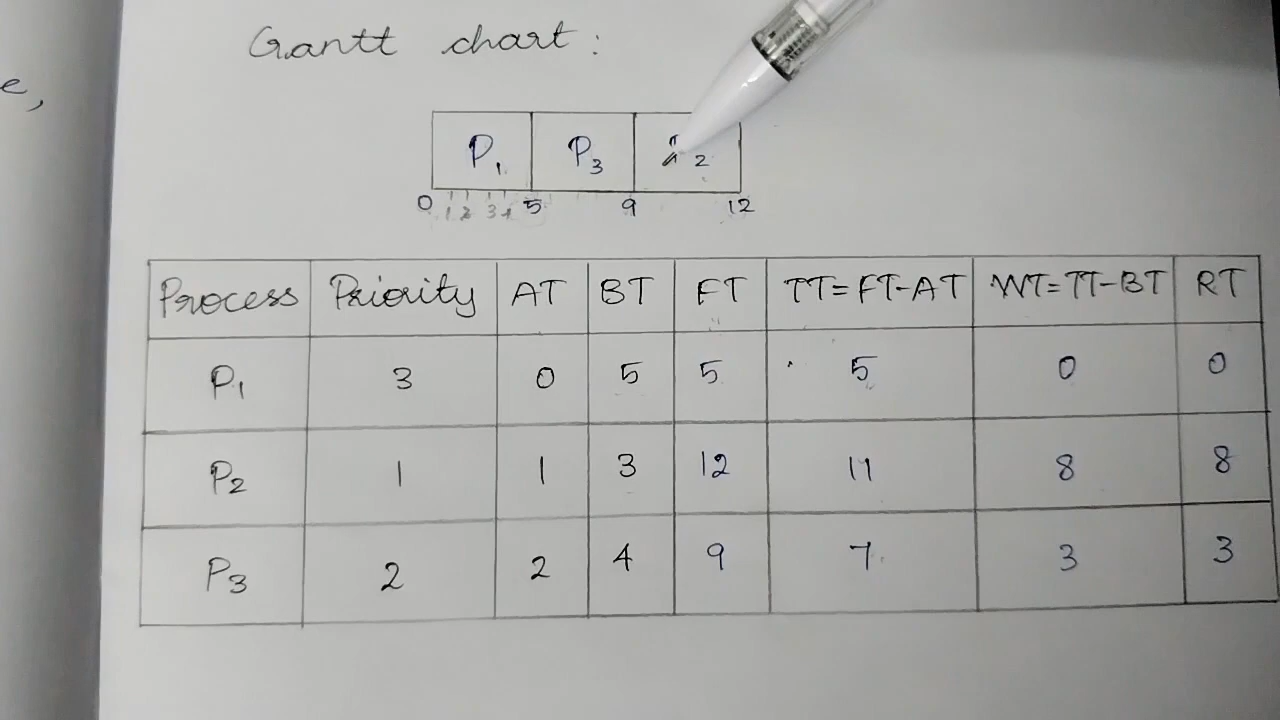 Gantt chart :
e,
P1 P3 2
0 1 2 3 4 5 9 12
Process Priority AT BT FT TT=FT-AT WT=TT-BT RT
P1 3 0 5 5 5 0 0
P2 1 1 3 12 11 8 8
P3 2 2 4 9 7 3 3